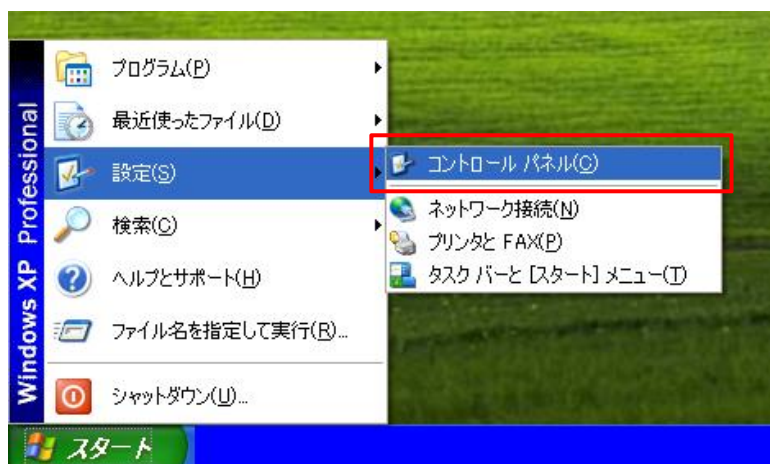 プログラム(P)
最近使ったファイル(D)
設定(S)
検索(C)
ヘルプとサポート(H)
ファイル名を指定して実行(R)...
シャットダウン(U)...
Windows XP Professional
コントロール パネル(C)
ネットワーク接続(N)
プリンタと FAX(P)
タスク バーと [スタート] メニュー(T)
スタート